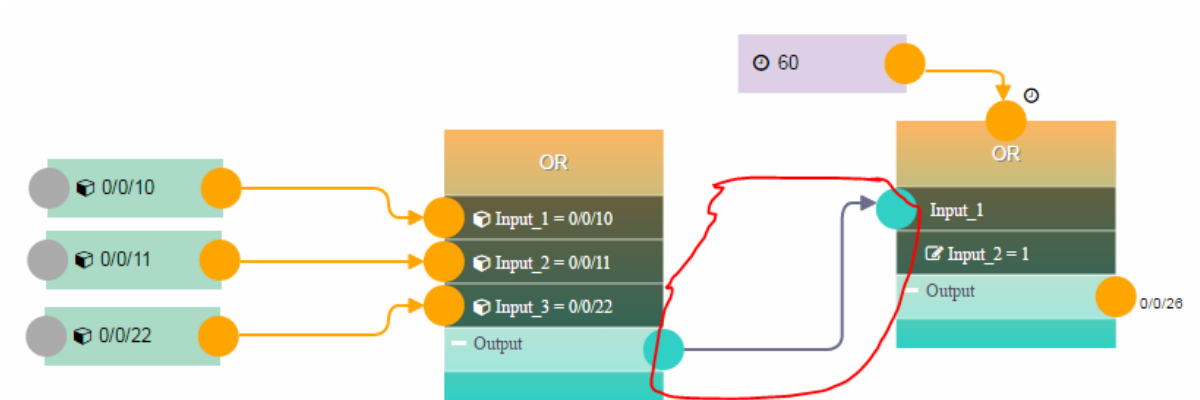 60
OR
OR
0/0/10
Input_1 = 0/0/10
Input_1
0/0/11
Input_2 = 0/0/11
Input_2 = 1
0/0/22
Input_3 = 0/0/22
Output
0/0/26
Output